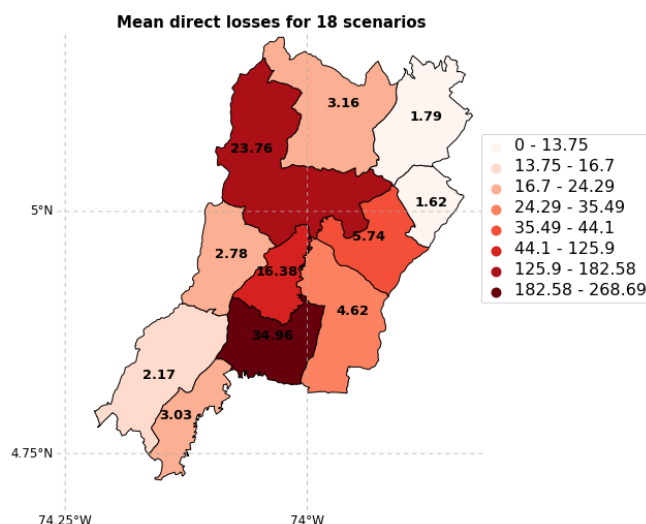 Mean direct losses for 18 scenarios
3.16
1.79
23.76
1.62
5.74
2.78
16.38
4.62
34.96
2.17
3.03
5°N
4.75°N
74.25°W
74°W
0 - 13.75
13.75 - 16.7
16.7 - 24.29
24.29 - 35.49
35.49 - 44.1
44.1 - 125.9
125.9 - 182.58
182.58 - 268.69